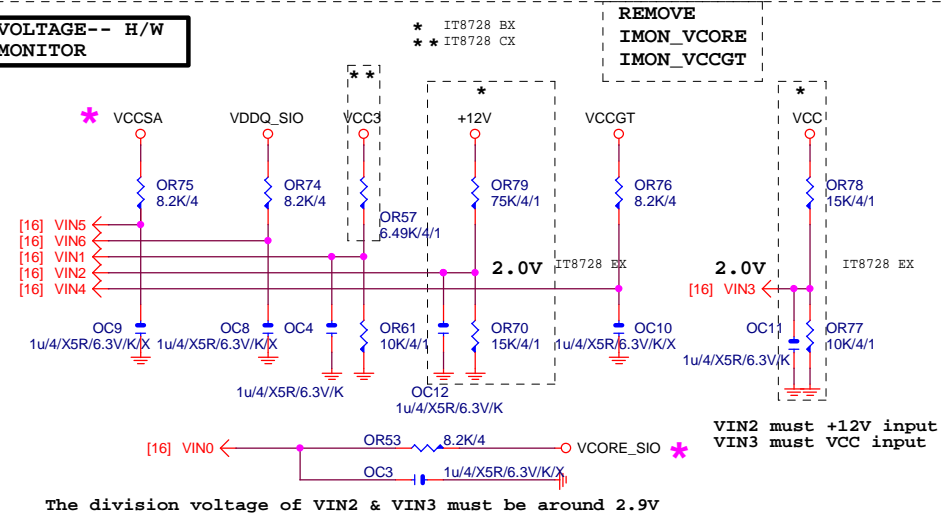 VOLTAGE-- H/W
MONITOR
* IT8728 BX
** IT8728 CX
REMOVE
IMON_VCORE
IMON_VCCGT
**
*
*
* VCCSA
VDDQ_SIO
VCC3
+12V
VCCGT
VCC
OR75
8.2K/4
OR74
8.2K/4
OR57
6.49K/4/1
OR79
75K/4/1
OR76
8.2K/4
OR78
15K/4/1
[16] VIN5
[16] VIN6
[16] VIN1
[16] VIN2
[16] VIN4
2.0V
IT8728 EX
2.0V
IT8728 EX
[16] VIN3
OC9
1u/4/X5R/6.3V/K/X
OC8
1u/4/X5R/6.3V/K/X
OC4
1u/4/X5R/6.3V/K
OR61
10K/4/1
OC12
1u/4/X5R/6.3V/K
OR70
15K/4/1
OC10
1u/4/X5R/6.3V/K/X
OC11
1u/4/X5R/6.3V/K
OR77
10K/4/1
VIN2 must +12V input
VIN3 must VCC input
[16] VIN0
OR53
8.2K/4
VCORE_SIO *
OC3
1u/4/X5R/6.3V/K/X
The division voltage of VIN2 & VIN3 must be around 2.9V